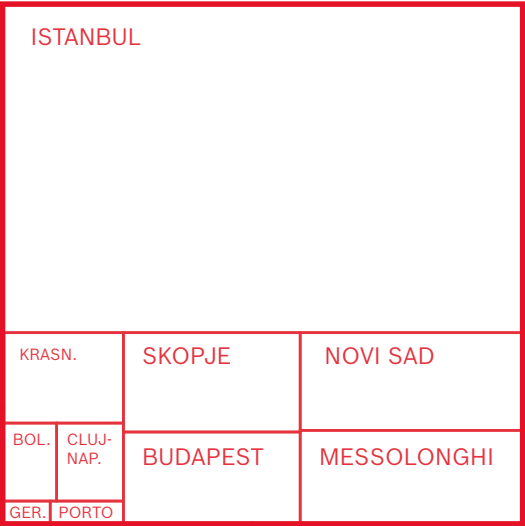 ISTANBUL
KRASN.
SKOPJE
NOVI SAD
BOL.
CLUJ-
NAP.
BUDAPEST
MESSOLONGHI
GER.
PORTO